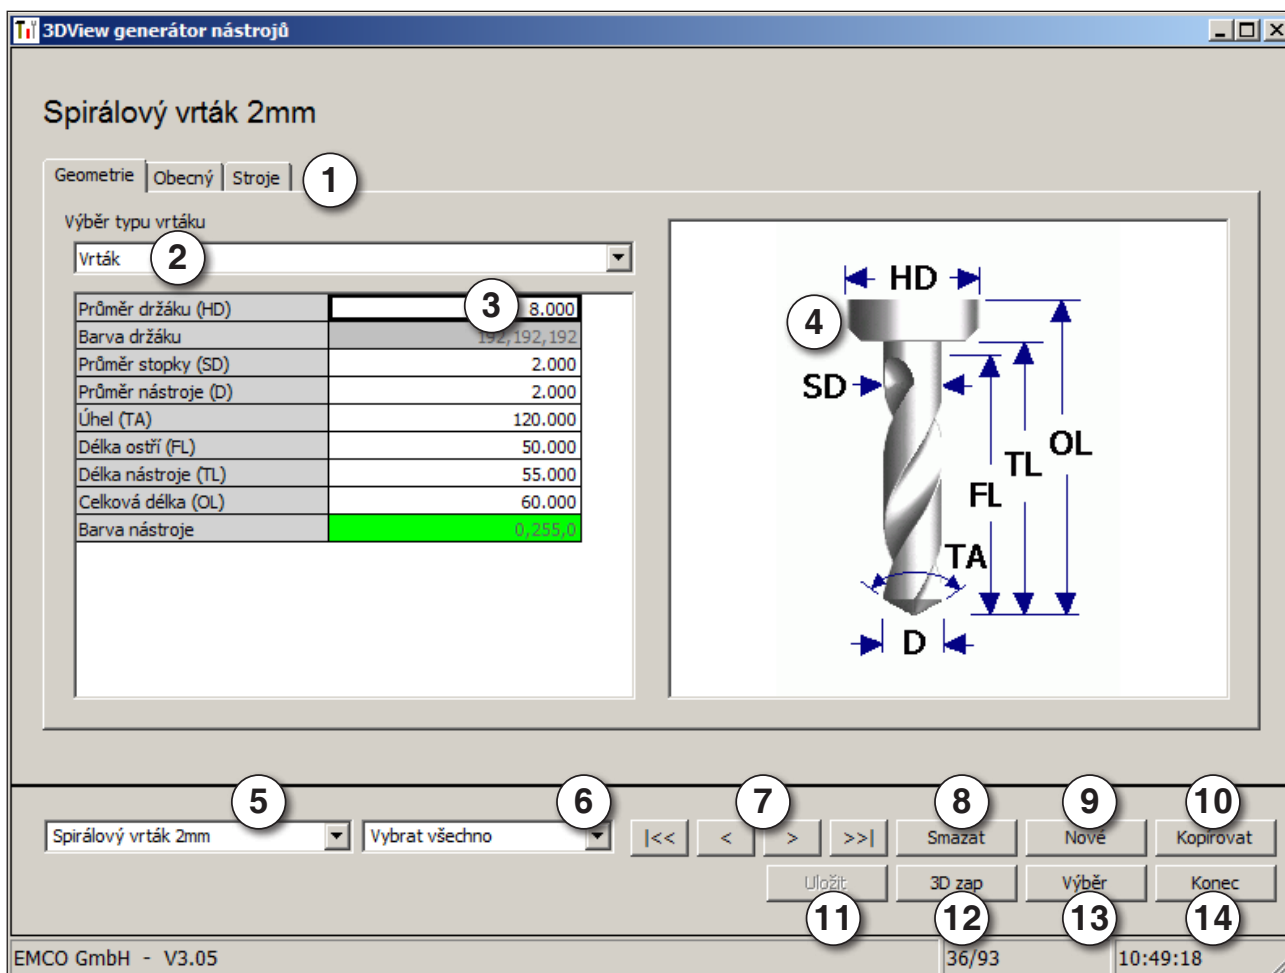 3DView generátor nástrojů
Spirálový vrták 2mm
Geometrie Obecný Stroje 1
Výběr typu vrtáku
Vrták 2
Průměr držáku (HD) 3 8.000
Barva držáku 192,192,192
Průměr stopky (SD) 2.000
Průměr nástroje (D) 2.000
Úhel (TA) 120.000
Délka ostří (FL) 50.000
Délka nástroje (TL) 55.000
Celková délka (OL) 60.000
Barva nástroje 0,255,0
HD
4
SD
OL
TL
FL
TA
D
5 6 7 8 9 10
Spirálový vrták 2mm Vybrat všechno |<< < > >>| Smazat Nové Kopírovat
Uložit 3D zap Výběr Konec
11 12 13 14
EMCO GmbH - V3.05 36/93 10:49:18